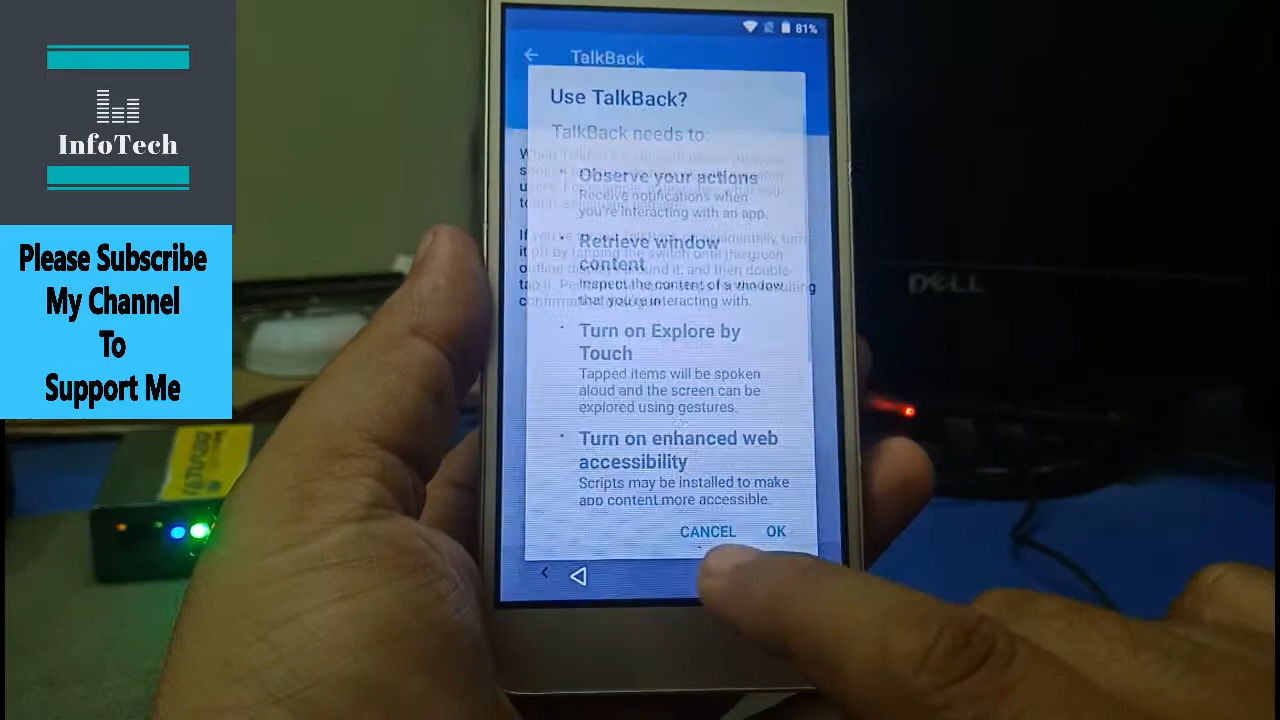 InfoTech
Please Subscribe
My Channel
To
Support Me
81%
TalkBack
Use TalkBack?
TalkBack needs to:
Observe your actions
Receive notifications when
you're interacting with an app.
Retrieve window
content
Inspect the content of a window
that you're interacting with.
Turn on Explore by
Touch
Tapped items will be spoken
aloud and the screen can be
explored using gestures.
Turn on enhanced web
accessibility
Scripts may be installed to make
app content more accessible.
CANCEL OK
DELL